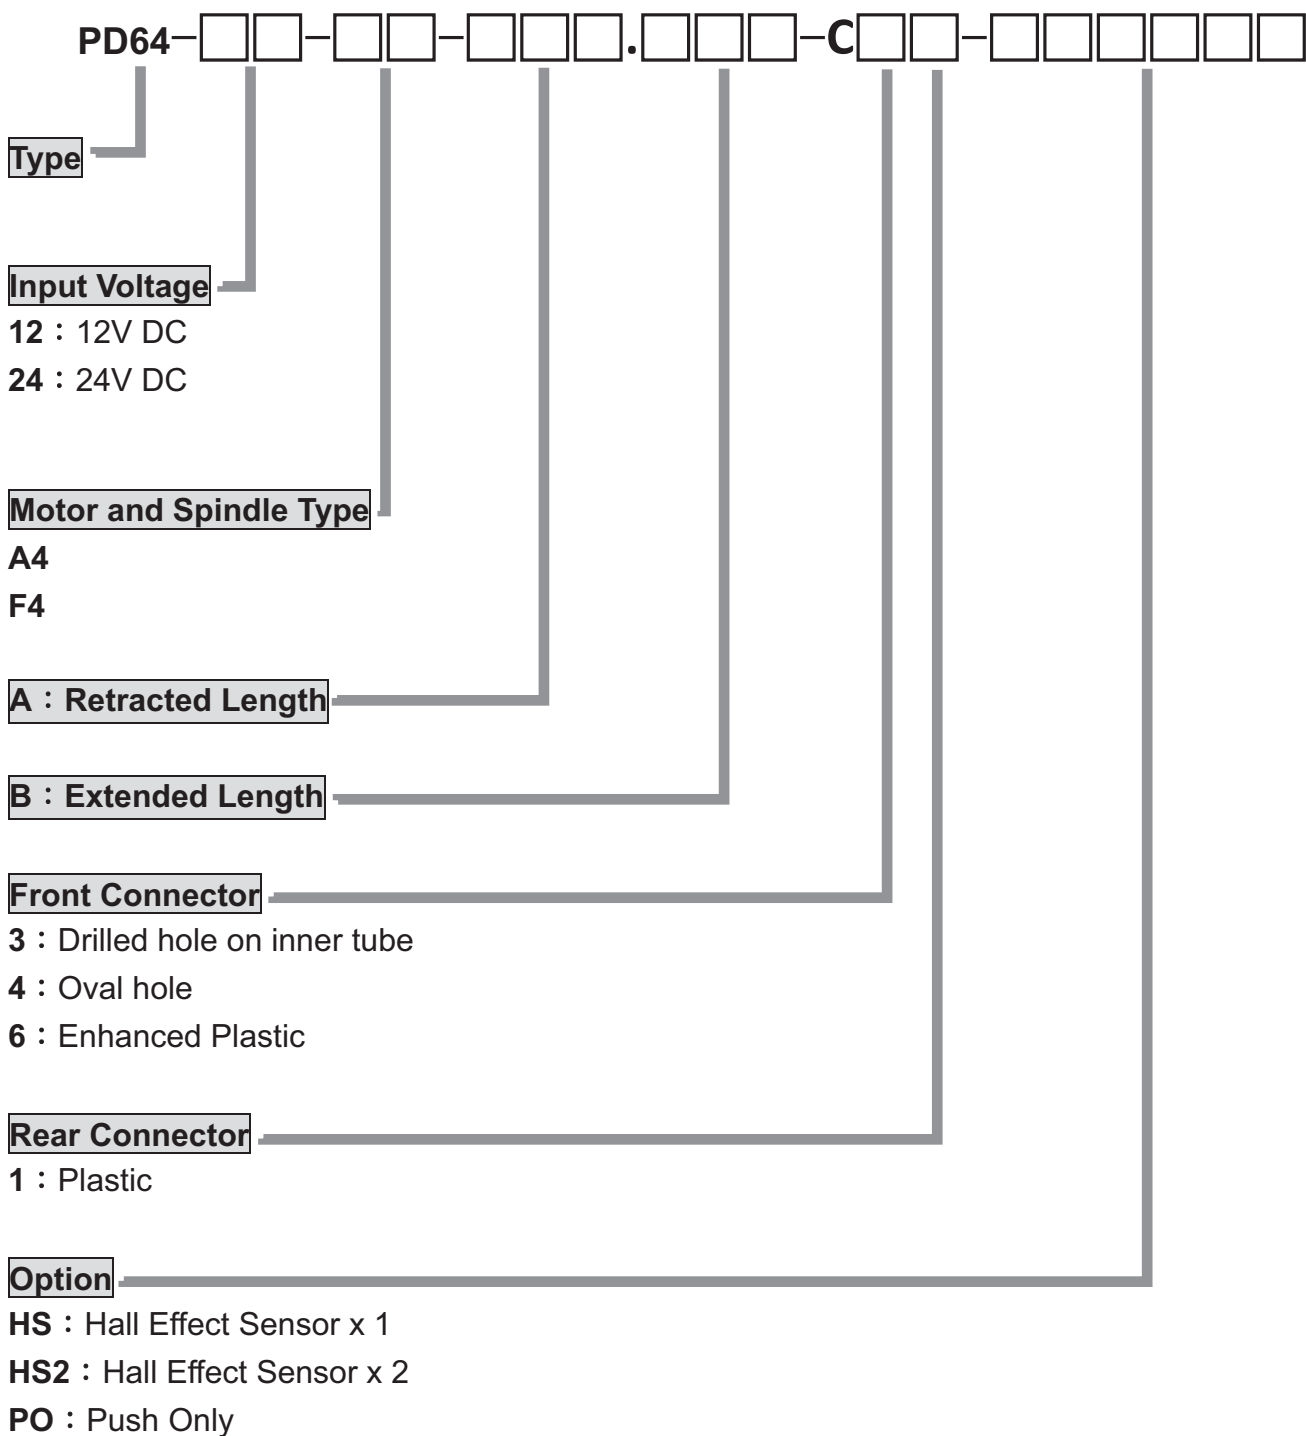 PD64-□□-□□-□□□.□□□-C□□-□□□□□□
Type
Input Voltage
12：12V DC
24：24V DC
Motor and Spindle Type
A4
F4
A：Retracted Length
B：Extended Length
Front Connector
3：Drilled hole on inner tube
4：Oval hole
6：Enhanced Plastic
Rear Connector
1：Plastic
Option
HS：Hall Effect Sensor x 1
HS2：Hall Effect Sensor x 2
PO：Push Only